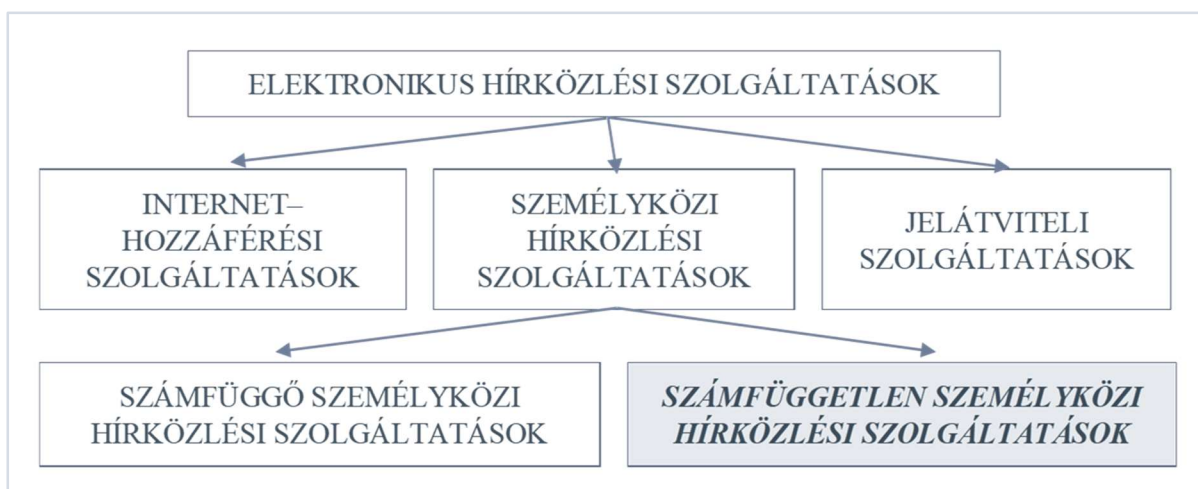 ELEKTRONIKUS HÍRKÖZLÉSI SZOLGÁLTATÁSOK
INTERNET–
HOZZÁFÉRÉSI
SZOLGÁLTATÁSOK
SZEMÉLYKÖZI
HÍRKÖZLÉSI
SZOLGÁLTATÁSOK
JELÁTVITELI
SZOLGÁLTATÁSOK
SZÁMFÜGGŐ SZEMÉLYKÖZI
HÍRKÖZLÉSI SZOLGÁLTATÁSOK
SZÁMFÜGGETLEN SZEMÉLYKÖZI
HÍRKÖZLÉSI SZOLGÁLTATÁSOK